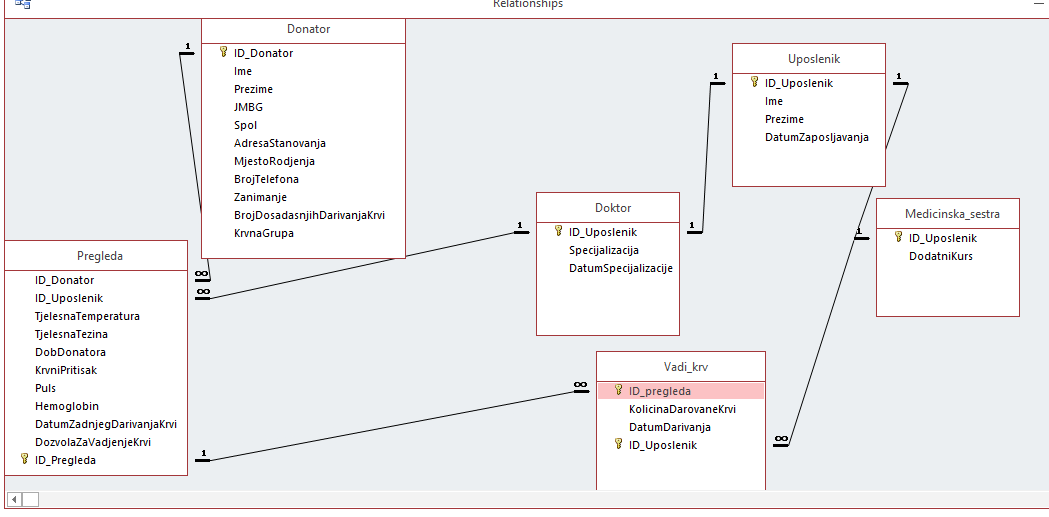 Relationships
Donator
ID_Donator
Ime
Prezime
JMBG
Spol
AdresaStanovanja
MjestoRodjenja
BrojTelefona
Zanimanje
BrojDosadasnjihDarivanjaKrvi
KrvnaGrupa
Uposlenik
ID_Uposlenik
Ime
Prezime
DatumZaposljavanja
Doktor
ID_Uposlenik
Specijalizacija
DatumSpecijalizacije
Medicinska_sestra
ID_Uposlenik
DodatniKurs
Pregleda
ID_Donator
ID_Uposlenik
TjelesnaTemperatura
TjelesnaTezina
DobDonatora
KrvniPritisak
Puls
Hemoglobin
DatumZadnjegDarivanjaKrvi
DozvolaZaVadjenjeKrvi
ID_Pregleda
Vadi_krv
ID_pregleda
KolicinaDarovaneKrvi
DatumDarivanja
ID_Uposlenik
1
1
1
1
1
1
1
∞
∞
∞
∞